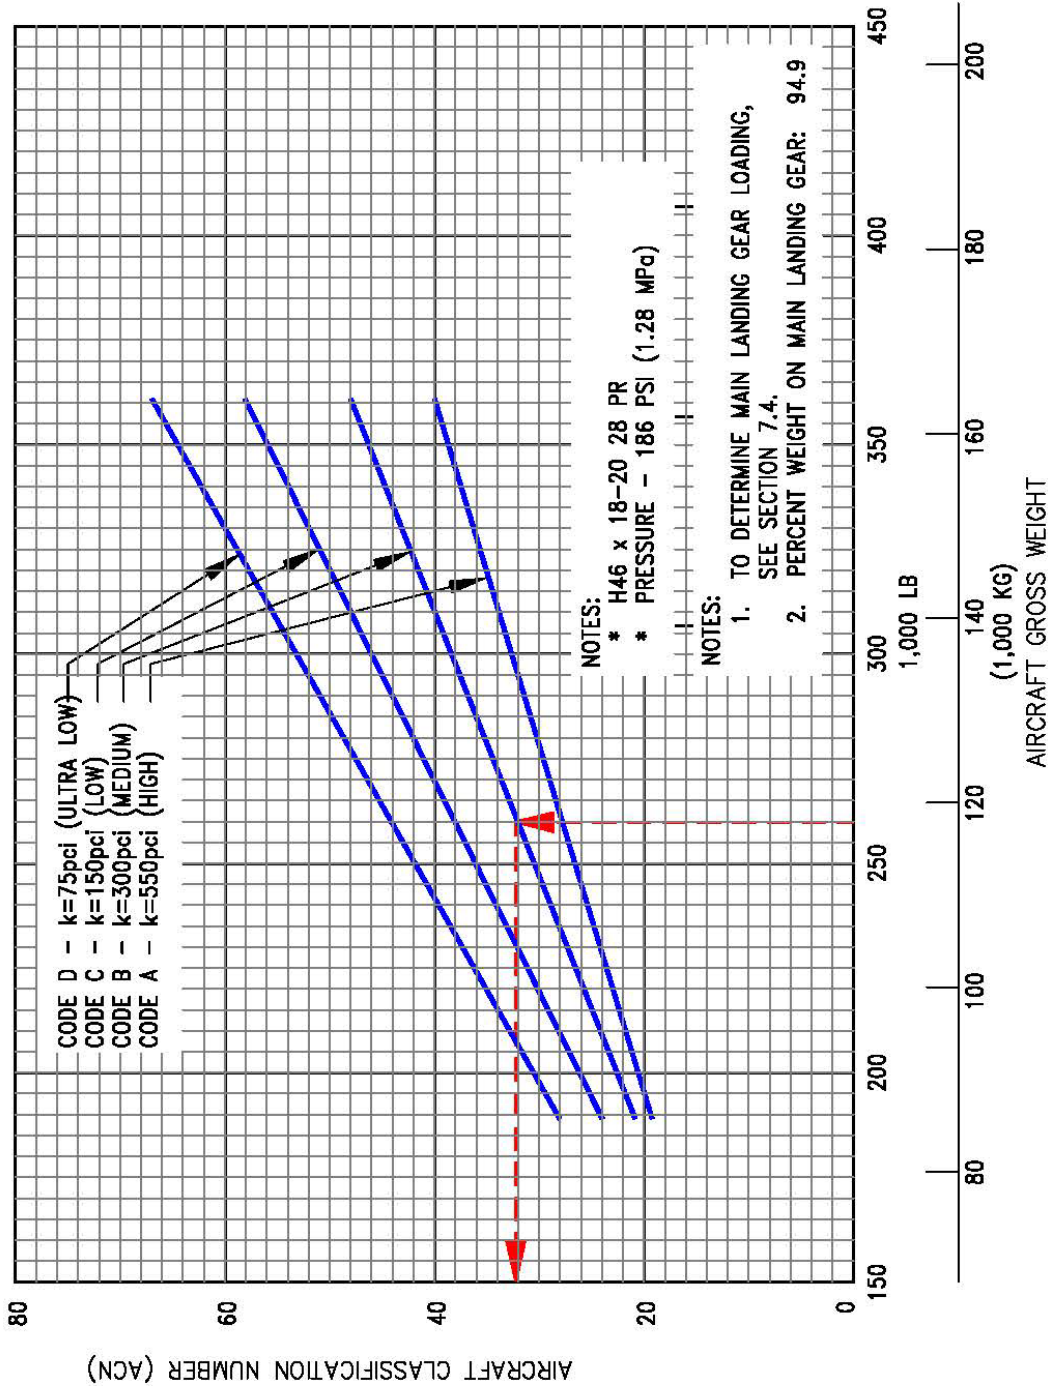 CODE D - k=75pci (ULTRA LOW)
CODE C - k=150pci (LOW)
CODE B - k=300pci (MEDIUM)
CODE A - k=550pci (HIGH)
NOTES:
* H46 x 18-20 28 PR
* PRESSURE - 186 PSI (1.28 MPa)
NOTES:
1. TO DETERMINE MAIN LANDING GEAR LOADING,
SEE SECTION 7.4.
2. PERCENT WEIGHT ON MAIN LANDING GEAR: 94.9
AIRCRAFT CLASSIFICATION NUMBER (ACN)
80
60
40
20
0
150 200 250 300 350 400 450
1,000 LB
80 100 120 140 160 180 200
(1,000 KG)
AIRCRAFT GROSS WEIGHT